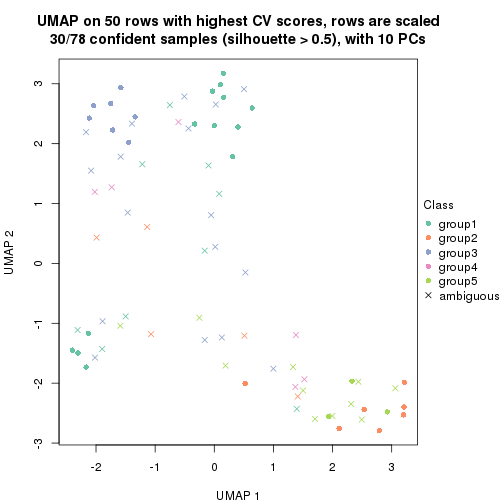 UMAP on 50 rows with highest CV scores, rows are scaled
30/78 confident samples (silhouette > 0.5), with 10 PCs
3
2
1
0
-1
-2
-3
UMAP 2
-2
-1
0
1
2
3
UMAP 1
Class
group1
group2
group3
group4
group5
ambiguous